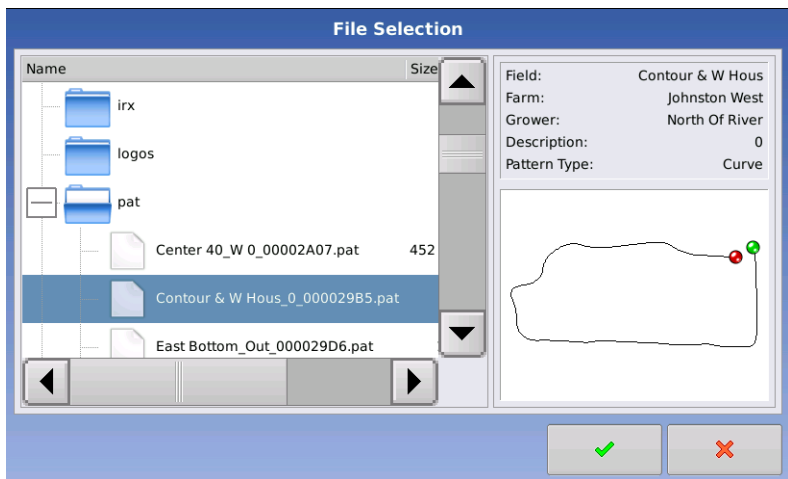 File Selection
Name Size
irx
logos
pat
Center 40_W 0_00002A07.pat 452
Contour & W Hous_0_000029B5.pat
East Bottom_Out_000029D6.pat
Field: Contour & W Hous
Farm: Johnston West
Grower: North Of River
Description: 0
Pattern Type: Curve